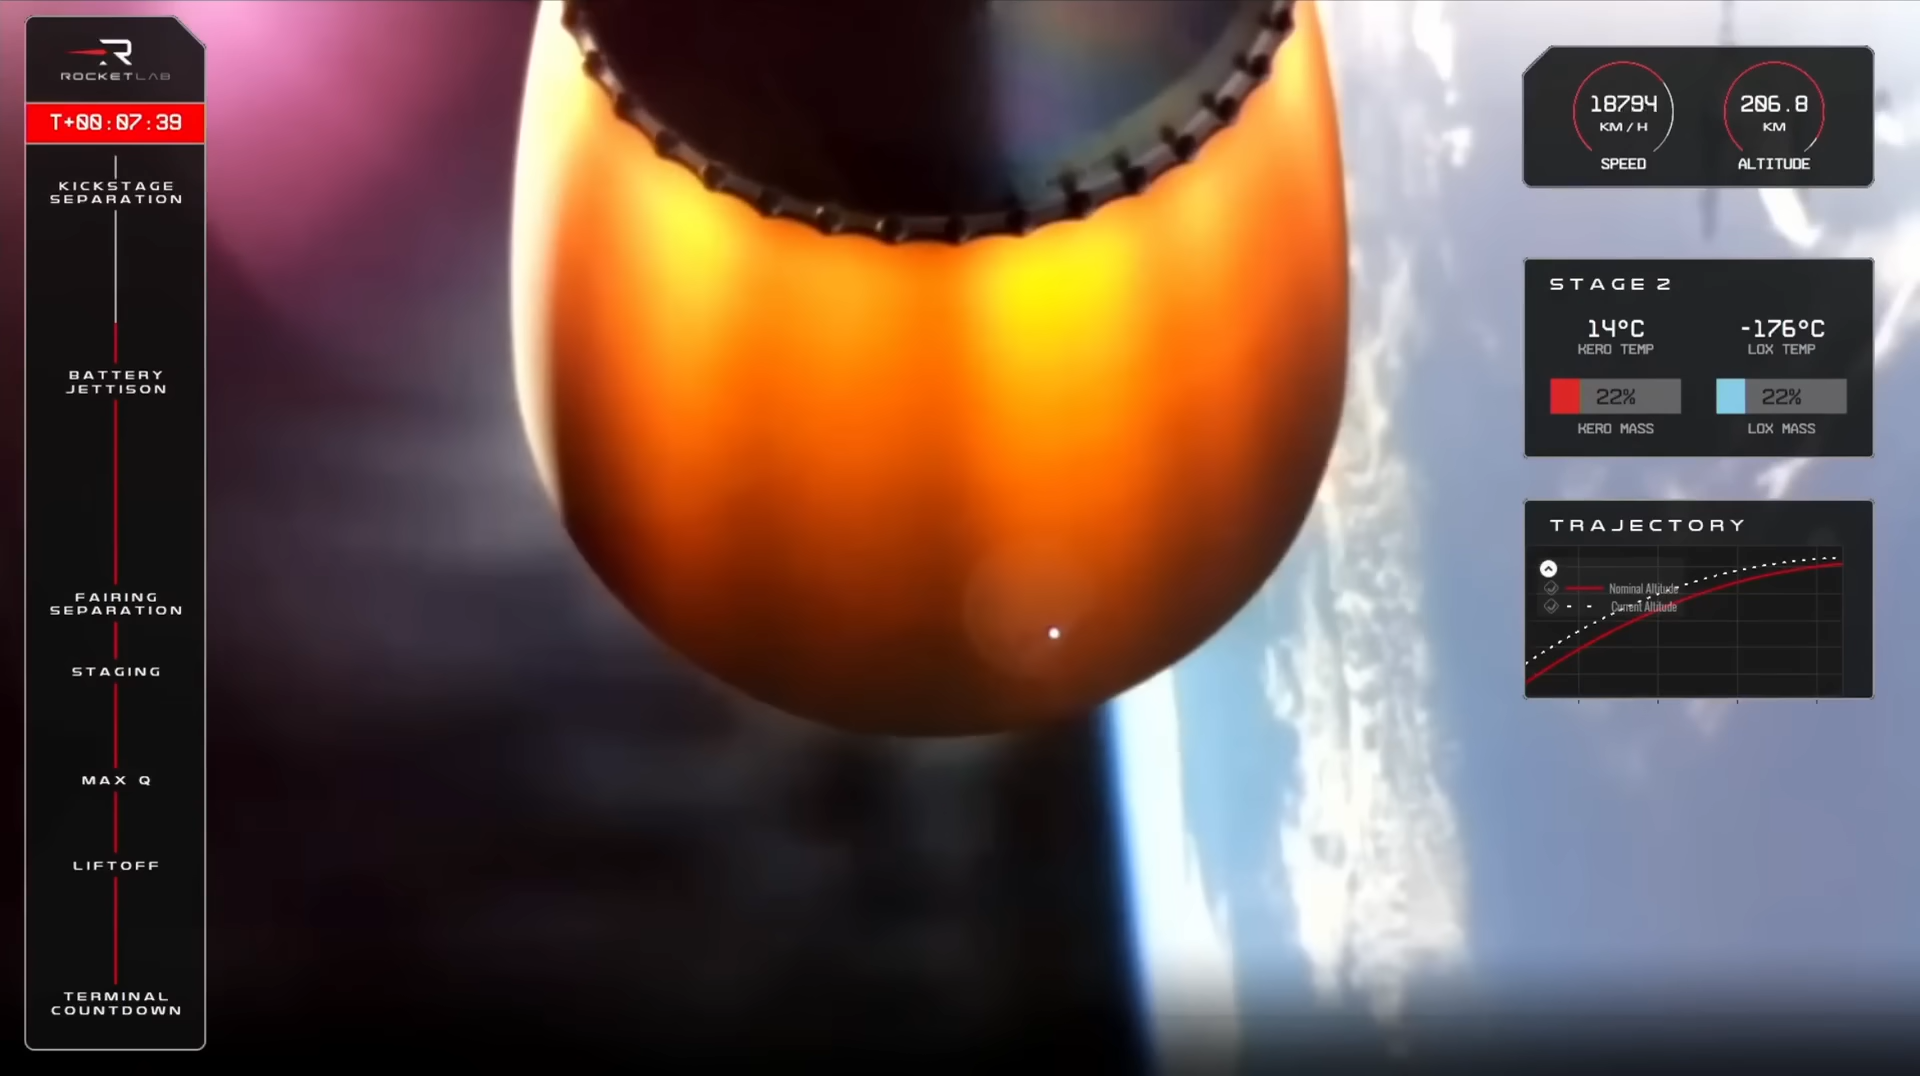 ROCKETLAB
T+00:07:39
KICKSTAGE
SEPARATION
BATTERY
JETTISON
FAIRING
SEPARATION
STAGING
MAX Q
LIFTOFF
TERMINAL
COUNTDOWN
18794
KM/H
SPEED
206.8
KM
ALTITUDE
STAGE 2
14°C
KERO TEMP
-176°C
LOX TEMP
22%
KERO MASS
22%
LOX MASS
TRAJECTORY
Nominal Altitude
Current Altitude